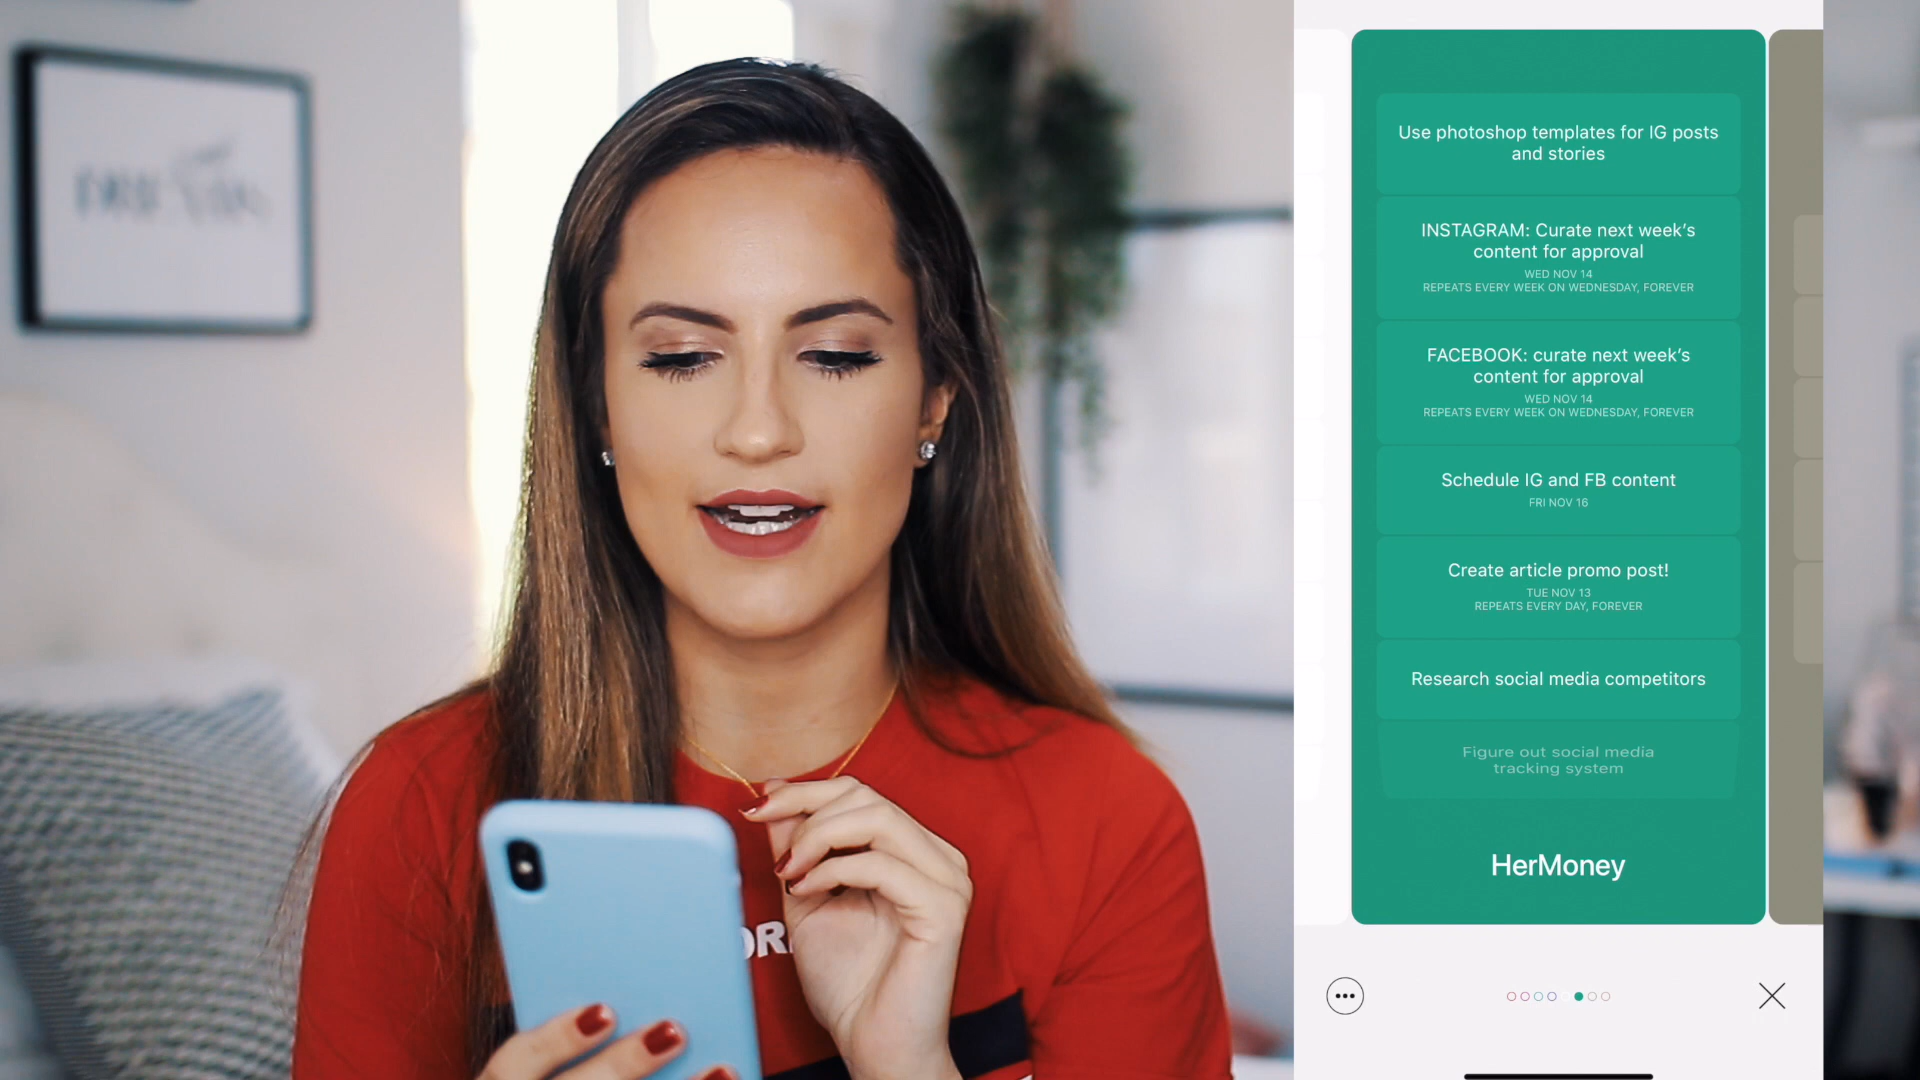 Use photoshop templates for IG posts
and stories
INSTAGRAM: Curate next week's
content for approval
WED NOV 14
REPEATS EVERY WEEK ON WEDNESDAY, FOREVER
FACEBOOK: curate next week's
content for approval
WED NOV 14
REPEATS EVERY WEEK ON WEDNESDAY, FOREVER
Schedule IG and FB content
FRI NOV 16
Create article promo post!
TUE NOV 13
REPEATS EVERY DAY, FOREVER
Research social media competitors
Figure out social media
tracking system
HerMoney